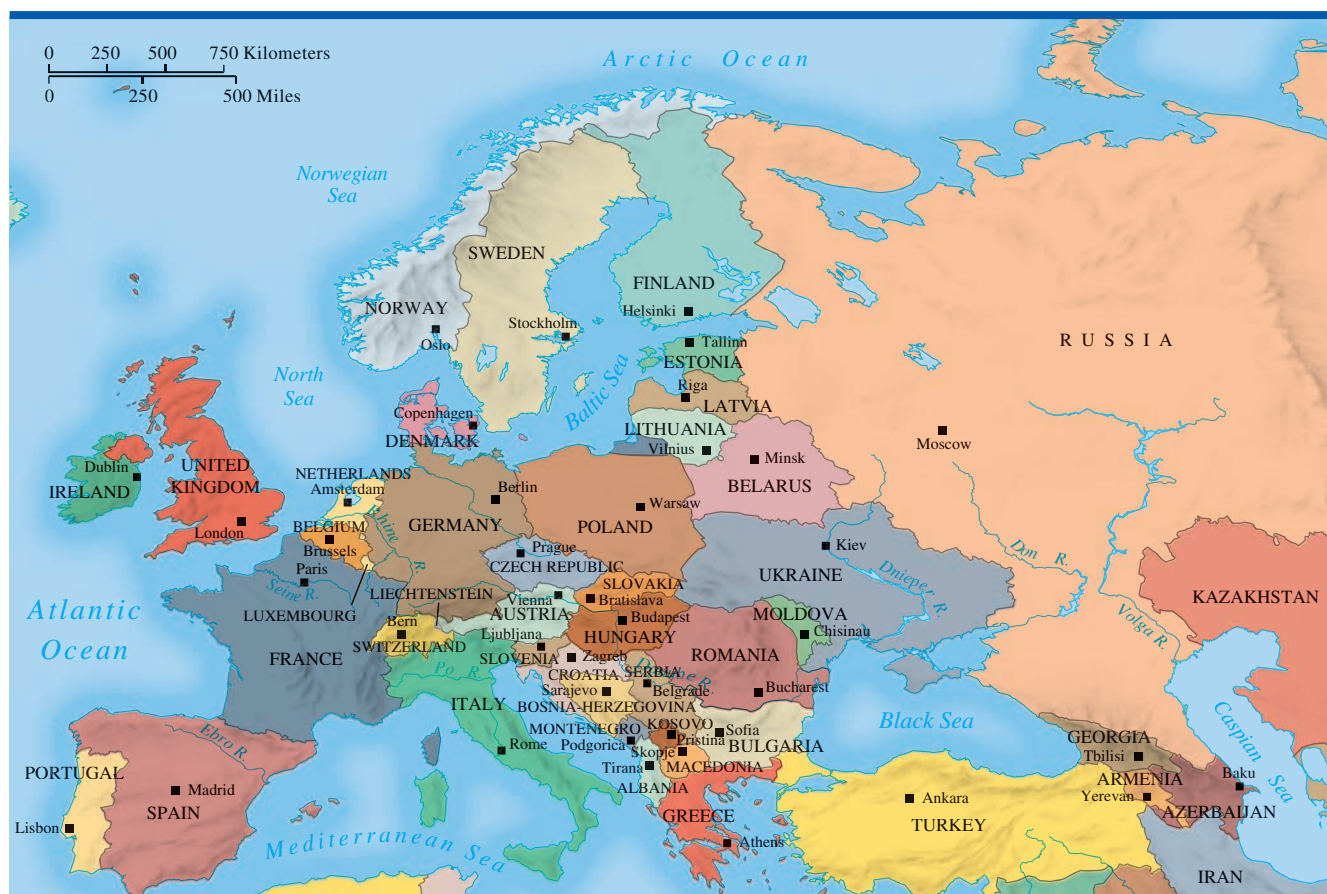 0 250 500 750 Kilometers
0 250 500 Miles
Arctic Ocean
Norwegian
Sea
SWEDEN
FINLAND
Helsinki
NORWAY
Oslo
Stockholm
Tallinn
ESTONIA
RUSSIA
North
Sea
Baltic Sea
Riga
LATVIA
Copenhagen
DENMARK
LITHUANIA
Vilnius
Moscow
Dublin
IRELAND
UNITED
KINGDOM
London
NETHERLANDS
Amsterdam
Berlin
GERMANY
Rhine R.
Minsk
BELARUS
Warsaw
POLAND
BELGIUM
Brussels
Paris
Seine R.
LUXEMBOURG
LIECHTENSTEIN
Prague
CZECH REPUBLIC
Kiev
UKRAINE
Dnieper R.
Don R.
Volga R.
KAZAKHSTAN
SLOVAKIA
Bratislava
Vienna
AUSTRIA
Budapest
HUNGARY
MOLDOVA
Chisinau
Atlantic
Ocean
FRANCE
Bern
SWITZERLAND
Ljubljana
SLOVENIA
Zagreb
CROATIA
Danube R.
ROMANIA
Bucharest
Po R.
ITALY
Rome
SERBIA
Belgrade
Sarajevo
BOSNIA-HERZEGOVINA
MONTENEGRO
Podgorica
KOSOVO
Pristina
Skopje
MACEDONIA
Sofia
BULGARIA
Tirana
ALBANIA
GREECE
Athens
Black Sea
Caspian Sea
GEORGIA
Tbilisi
ARMENIA
Yerevan
Baku
AZERBAIJAN
Ebro R.
PORTUGAL
Lisbon
Madrid
SPAIN
Mediterranean Sea
Ankara
TURKEY
IRAN